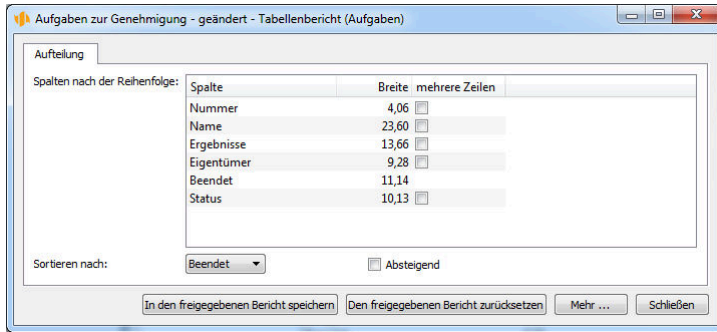 Aufgaben zur Genehmigung - geändert - Tabellenbericht (Aufgaben)
Aufteilung
Spalten nach der Reihenfolge:
Spalte Breite mehrere Zeilen
Nummer 4,06
Name 23,60
Ergebnisse 13,66
Eigentümer 9,28
Beendet 11,14
Status 10,13
Sortieren nach: Beendet Absteigend
In den freigegebenen Bericht speichern Den freigegebenen Bericht zurücksetzen Mehr ... Schließen